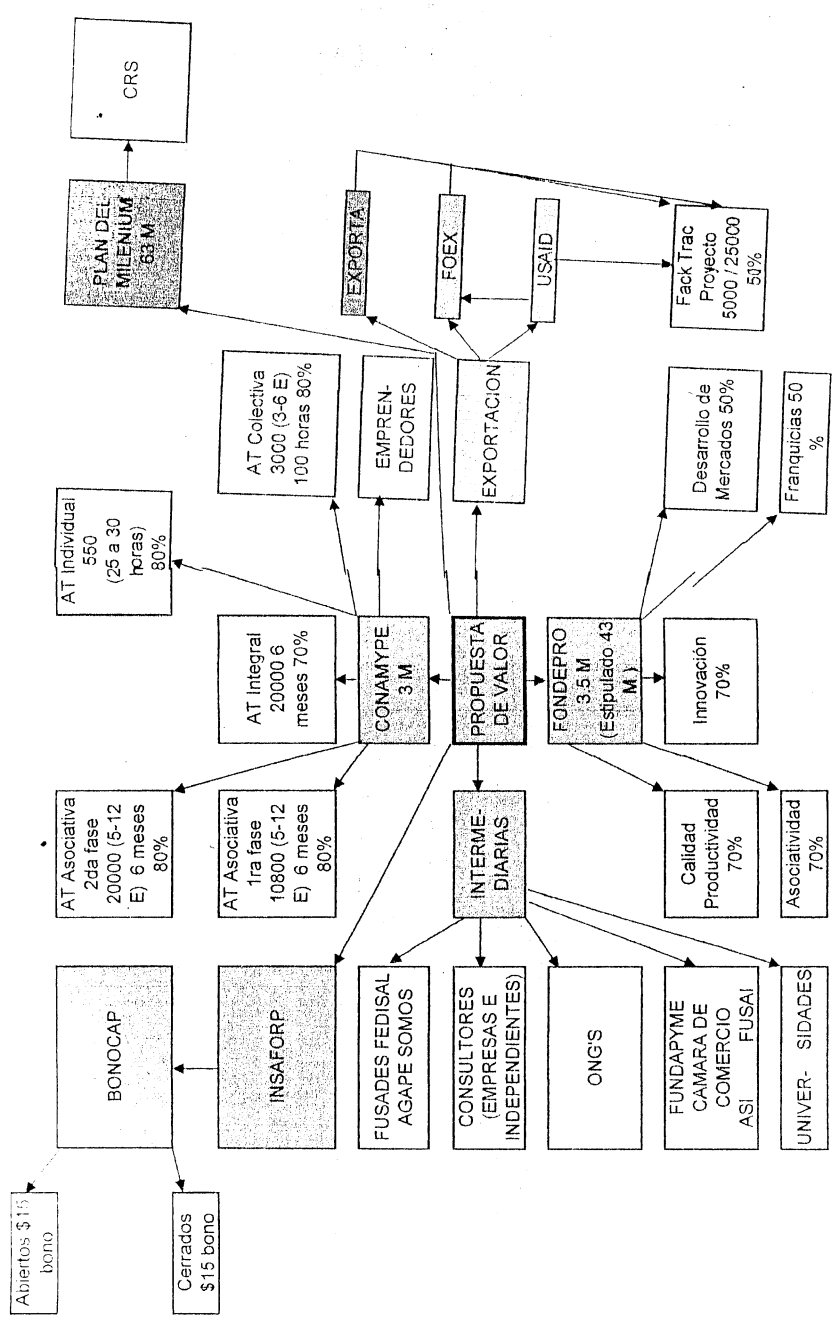 Abiertos $15
bono
Cerrados
$15 bono
BONOCAP
AT Asociativa
2da fase
20000 (5-12
E) 6 meses
80%
AT Individual
550
(25 a 30
horas)
80%
PLAN DEL
MILENIUM
63 M
CRS
INSAFORP
AT Asociativa
1ra fase
10800 (5-12
E) 6 meses
80%
AT Integral
20000 6
meses 70%
AT Colectiva
3000 (3-6 E)
100 horas 80%
FUSADES FEDISAL
AGAPE SOMOS
CONAMYPE
3 M
EMPREN-
DEDORES
EXPORTA
CONSULTORES
(EMPRESAS E
INDEPENDIENTES)
INTERME-
DIARIAS
PROPUESTA
DE VALOR
EXPORTACION
FOEX
ONG'S
FONDEPRO
3.5 M
(Estipulado 43
M )
USAID
FUNDAPYME
CAMARA DE
COMERCIO
ASI FUSAI
Calidad
Productividad
70%
Innovación
70%
Desarrollo de
Mercados 50%
Fack Trac
Proyecto
5000 / 25000
50%
UNIVER- SIDADES
Asociatividad
70%
Franquicias 50
%